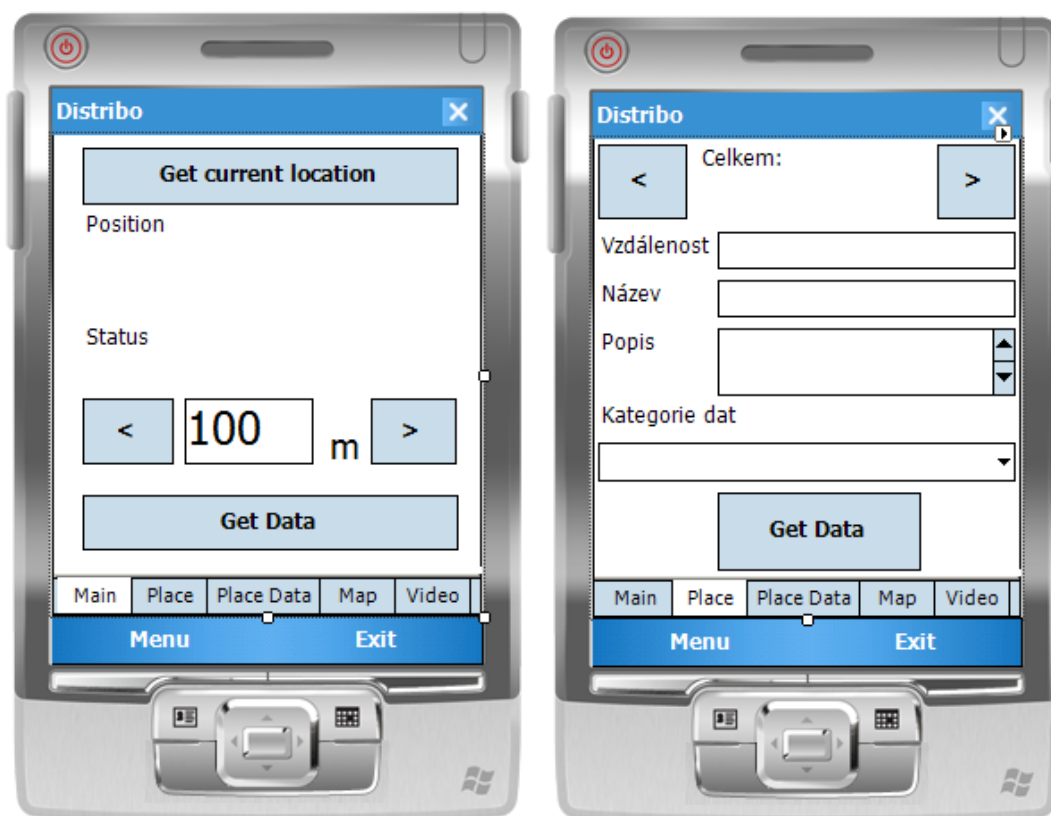 Distribo
Get current location
Position
Status
< 100 m >
Get Data
Main Place Place Data Map Video
Menu Exit
Distribo
< Celkem: >
Vzdálenost
Název
Popis
Kategorie dat
Get Data
Main Place Place Data Map Video
Menu Exit